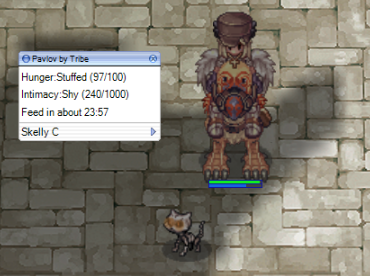 Pavlov by Tribe
Hunger:Stuffed (97/100)
Intimacy:Shy (240/1000)
Feed in about 23:57
Skelly C